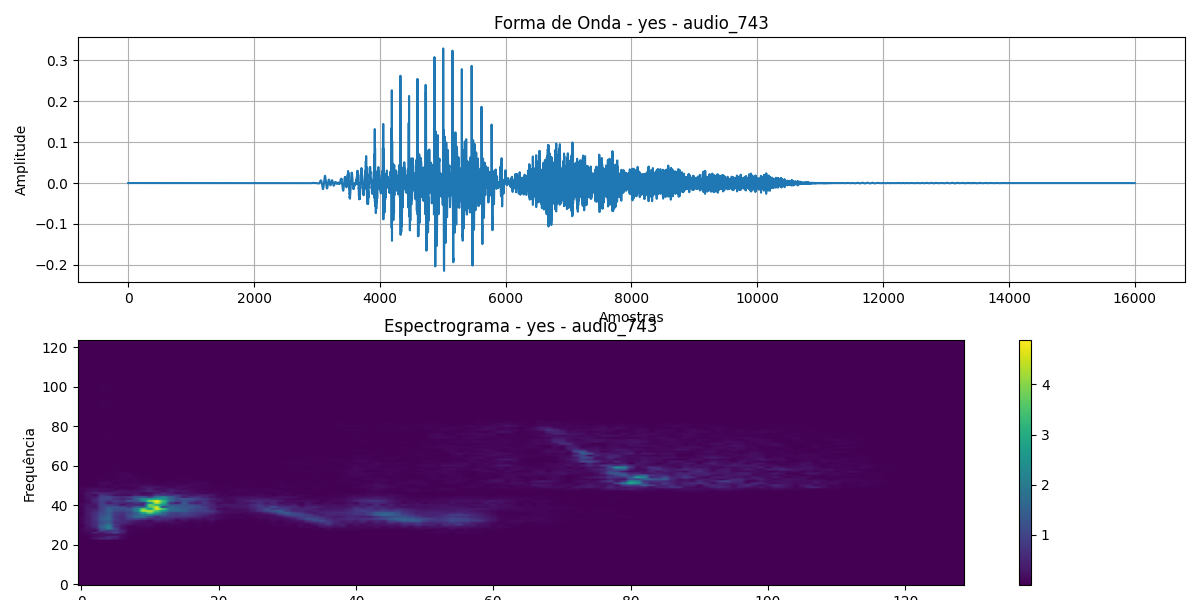 Forma de Onda - yes - audio_743
Amplitude
0.3
0.2
0.1
0.0
−0.1
−0.2
0 2000 4000 6000 8000 10000 12000 14000 16000
Amostras
Espectrograma - yes - audio_743
Frequência
120
100
80
60
40
20
0
0 20 40 60 80 100 120
4
3
2
1